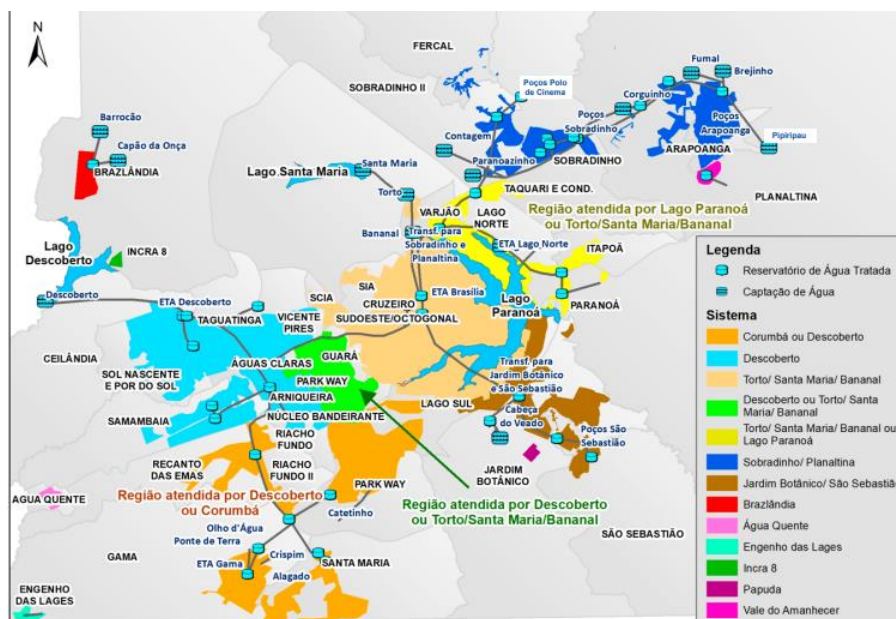 N
FERCAL
SOBRADINHO II
Poços Polo
de Cinema
Fumal
Brejinho
Corguinho
Barrocão
Capão da Onça
BRAZLÂNDIA
Contagem
Poços
Sobradinho
Poços
Arapoanga
Pipiripau
Paranoazinho
SOBRADINHO
ARAPOANGA
Lago Santa Maria
Santa Maria
Torto
TAQUARI E COND.
PLANALTINA
Região atendida por Lago Paranoá
ou Torto/Santa Maria/Bananal
VARJÃO
LAGO
NORTE
Bananal
Transf. para
Sobradinho e
Planaltina
ETA Lago Norte
ITAPOÃ
Lago
Descoberto
INCRA 8
Descoberto
ETA Descoberto
TAGUATINGA
VICENTE
PIRES
SCIA
SIA
CRUZEIRO
SUDOESTE/OCTOGONAL
ETA Brasília
Lago
Paranoá
PARANOÁ
CEILÂNDIA
SOL NASCENTE
E POR DO SOL
ÁGUAS CLARAS
GUARÁ
PARK WAY
ARNIQUEIRA
NÚCLEO BANDEIRANTE
Transf. para
Jardim Botânico
e São Sebastião
SAMAMBAIA
LAGO SUL
Cabeça
do Veado
Poços São
Sebastião
RIACHO
FUNDO
RECANTO
DAS EMAS
RIACHO
FUNDO II
PARK WAY
JARDIM
BOTÂNICO
AGUA QUENTE
Região atendida por Descoberto
ou Corumbá
Catetinho
Região atendida por Descoberto
ou Torto/Santa Maria/Bananal
SÃO SEBASTIÃO
Olho d'Água
Ponte de Terra
GAMA
Crispim
SANTA MARIA
ETA Gama
Alagado
ENGENHO
DAS LAGES
Legenda
Reservatório de Água Tratada
Captação de Água
Sistema
Corumbá ou Descoberto
Descoberto
Torto/ Santa Maria/ Bananal
Descoberto ou Torto/ Santa
Maria/ Bananal
Torto/ Santa Maria/ Bananal ou
Lago Paranoá
Sobradinho/ Planaltina
Jardim Botânico/ São Sebastião
Brazlândia
Água Quente
Engenho das Lages
Incra 8
Papuda
Vale do Amanhecer